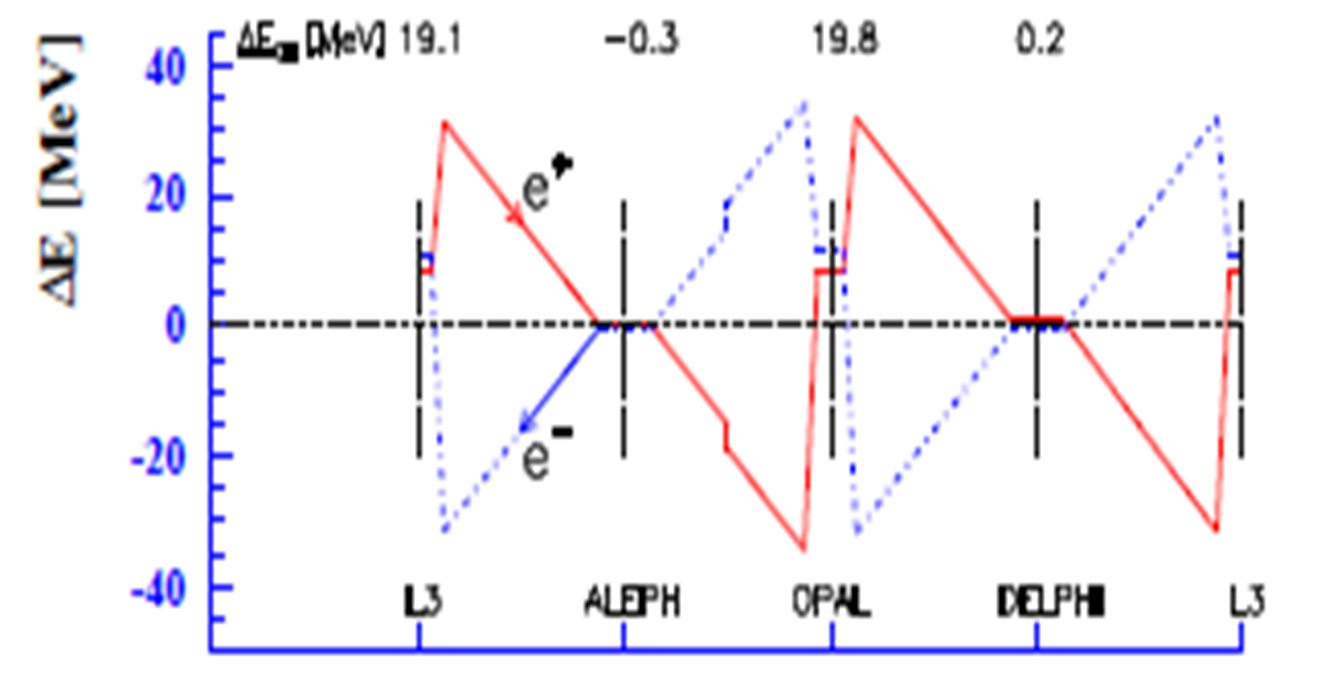 ΔE [MeV]
[MeV] 19.1 -0.3 19.8 0.2
40
20
0
-20
-40
e+
e-
L3 ALEPH OPAL DELPHI L3